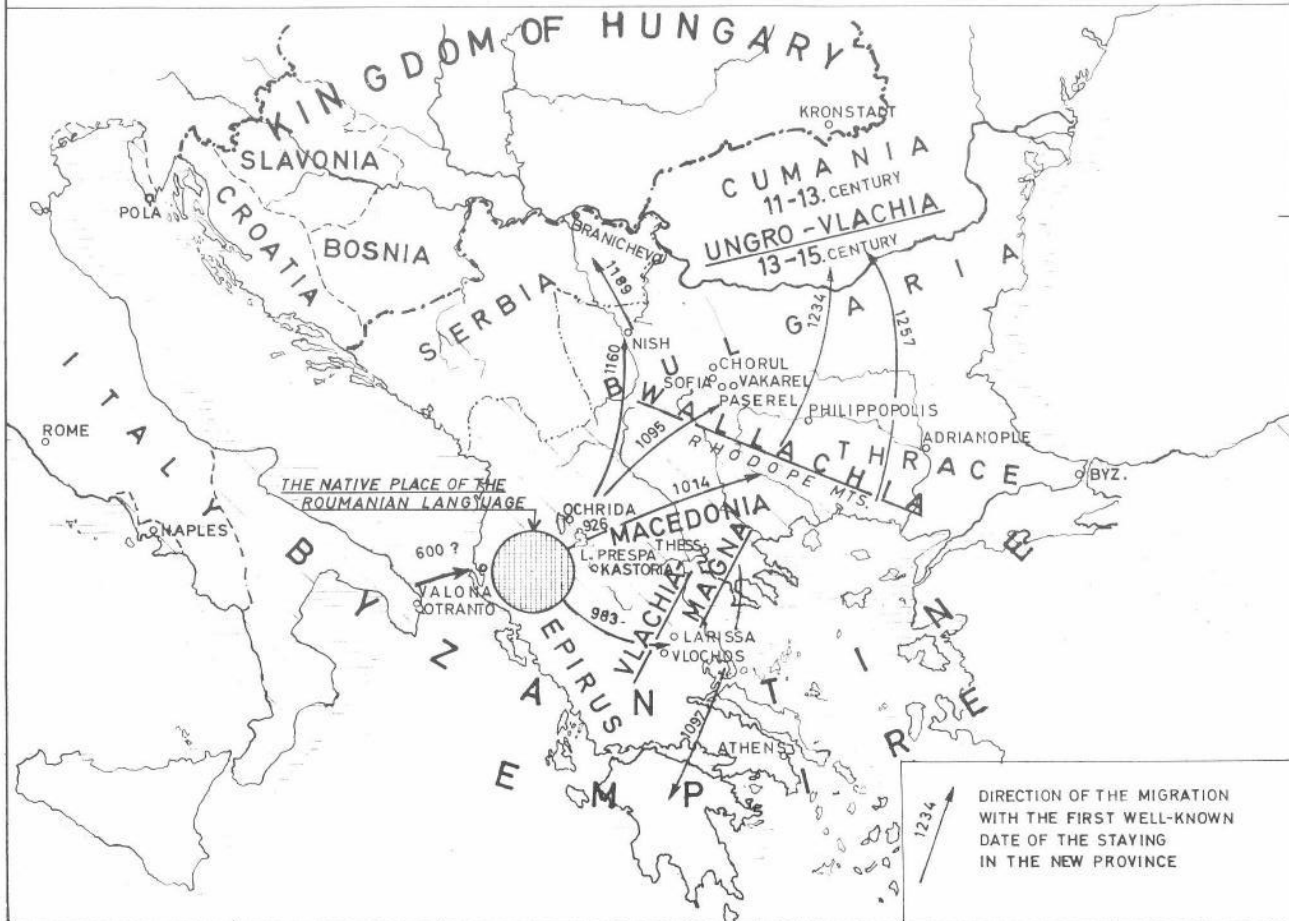 KINGDOM OF HUNGARY
KRONSTADT
SLAVONIA
CUMANIA
11-13. CENTURY
UNGRO-VLACHIA
13-15. CENTURY
POLA
CROATIA
BOSNIA
BRANICHEVO
1189
SERBIA
BULGARIA
1234
1257
NISH
1160
CHORUL
SOFIA
VAKAREL
PASEREL
WALLACHIA
PHILIPPOPOLIS
ITALY
ROME
1095
THRACE
ADRIANOPLE
RHODOPE MTS.
BYZ.
THE NATIVE PLACE OF THE
ROUMANIAN LANGUAGE
1014
OCHRIDA
926
MACEDONIA
NAPLES
L. PRESPA
THESS.
KASTORIA
600 ?
VALONA
OTRANTO
983-
VLACHIA
MAGNA
LARISSA
VLOCHOS
EPIRUS
BYZANTINE
EMPIRE
1097
ATHENS
1234
DIRECTION OF THE MIGRATION
WITH THE FIRST WELL-KNOWN
DATE OF THE STAYING
IN THE NEW PROVINCE